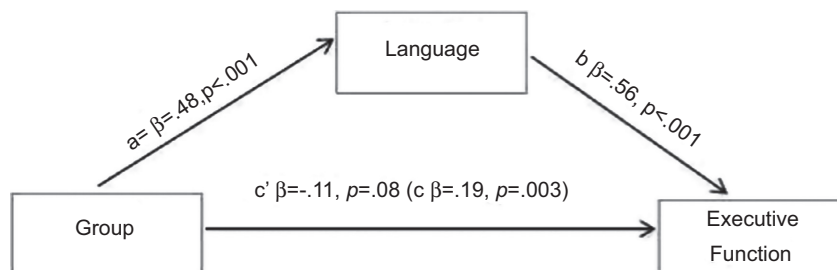 Language
a= β=.48,p<.001
b β=.56, p<.001
c' β=-.11, p=.08 (c β=.19, p=.003)
Group
Executive
Function